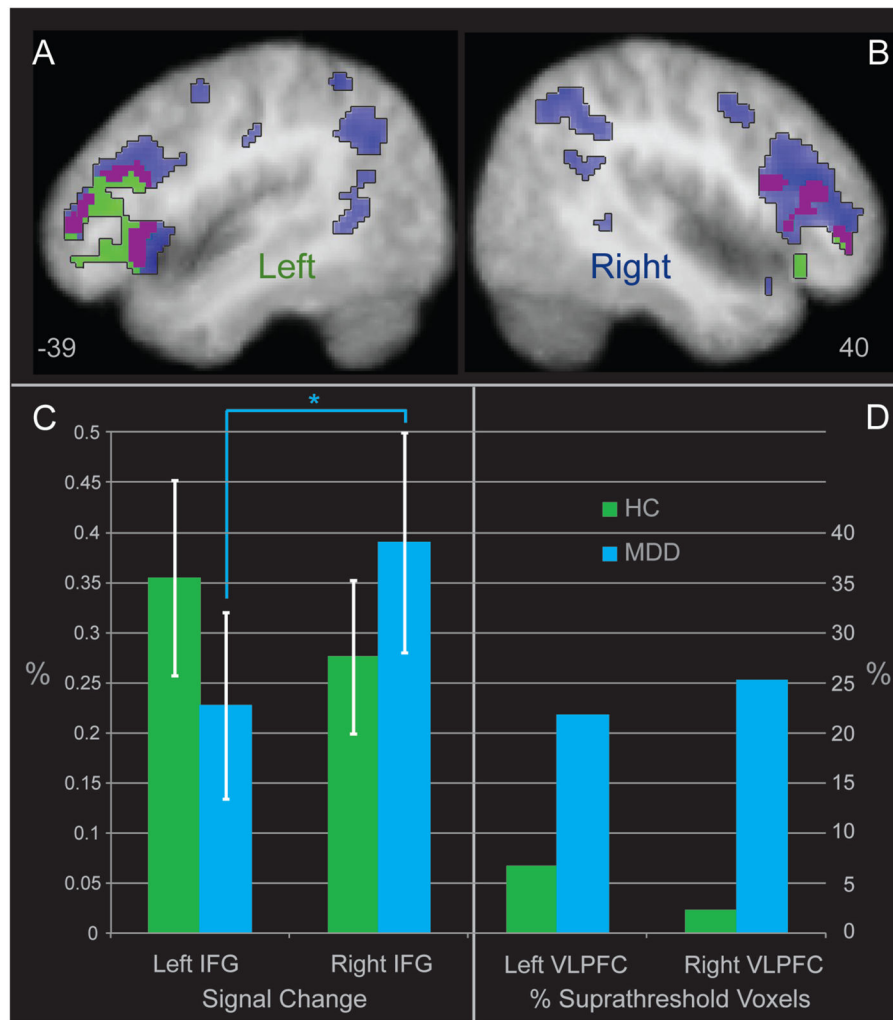 A
B
Left
Right
-39
40
C
*
D
0.5
0.45
0.4
0.35
0.3
0.25
0.2
0.15
0.1
0.05
0
%
HC
MDD
40
35
30
25
20
15
10
5
0
%
Left IFG
Right IFG
Left VLPFC
Right VLPFC
Signal Change
% Suprathreshold Voxels